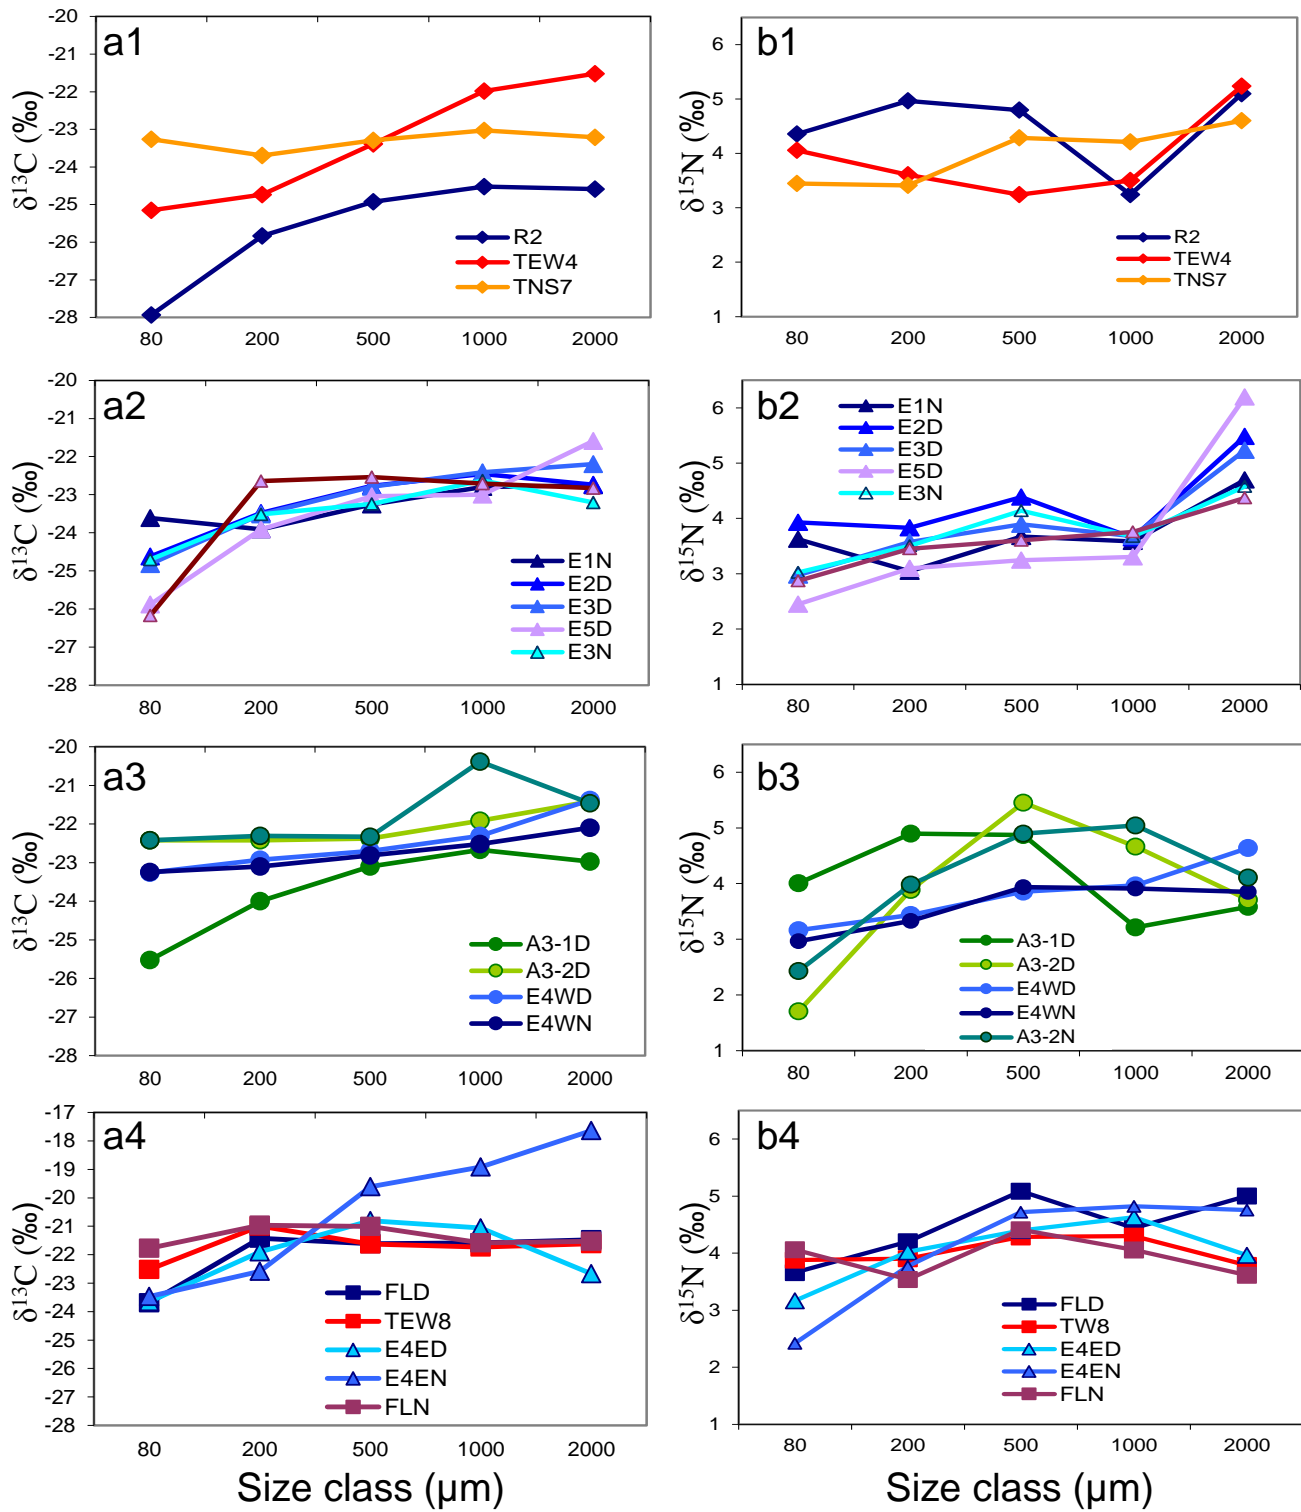 a1
δ13C (‰)
-20
-21
-22
-23
-24
-25
-26
-27
-28
80 200 500 1000 2000
R2
TEW4
TNS7
b1
δ15N (‰)
6
5
4
3
2
1
80 200 500 1000 2000
R2
TEW4
TNS7
a2
δ13C (‰)
-20
-21
-22
-23
-24
-25
-26
-27
-28
80 200 500 1000 2000
E1N
E2D
E3D
E5D
E3N
b2
δ15N (‰)
6
5
4
3
2
1
80 200 500 1000 2000
E1N
E2D
E3D
E5D
E3N
a3
δ13C (‰)
-20
-21
-22
-23
-24
-25
-26
-27
-28
80 200 500 1000 2000
A3-1D
A3-2D
E4WD
E4WN
b3
δ15N (‰)
6
5
4
3
2
1
80 200 500 1000 2000
A3-1D
A3-2D
E4WD
E4WN
A3-2N
a4
δ13C (‰)
-17
-18
-19
-20
-21
-22
-23
-24
-25
-26
-27
-28
80 200 500 1000 2000
FLD
TEW8
E4ED
E4EN
FLN
Size class (µm)
b4
δ15N (‰)
6
5
4
3
2
1
80 200 500 1000 2000
FLD
TW8
E4ED
E4EN
FLN
Size class (µm)